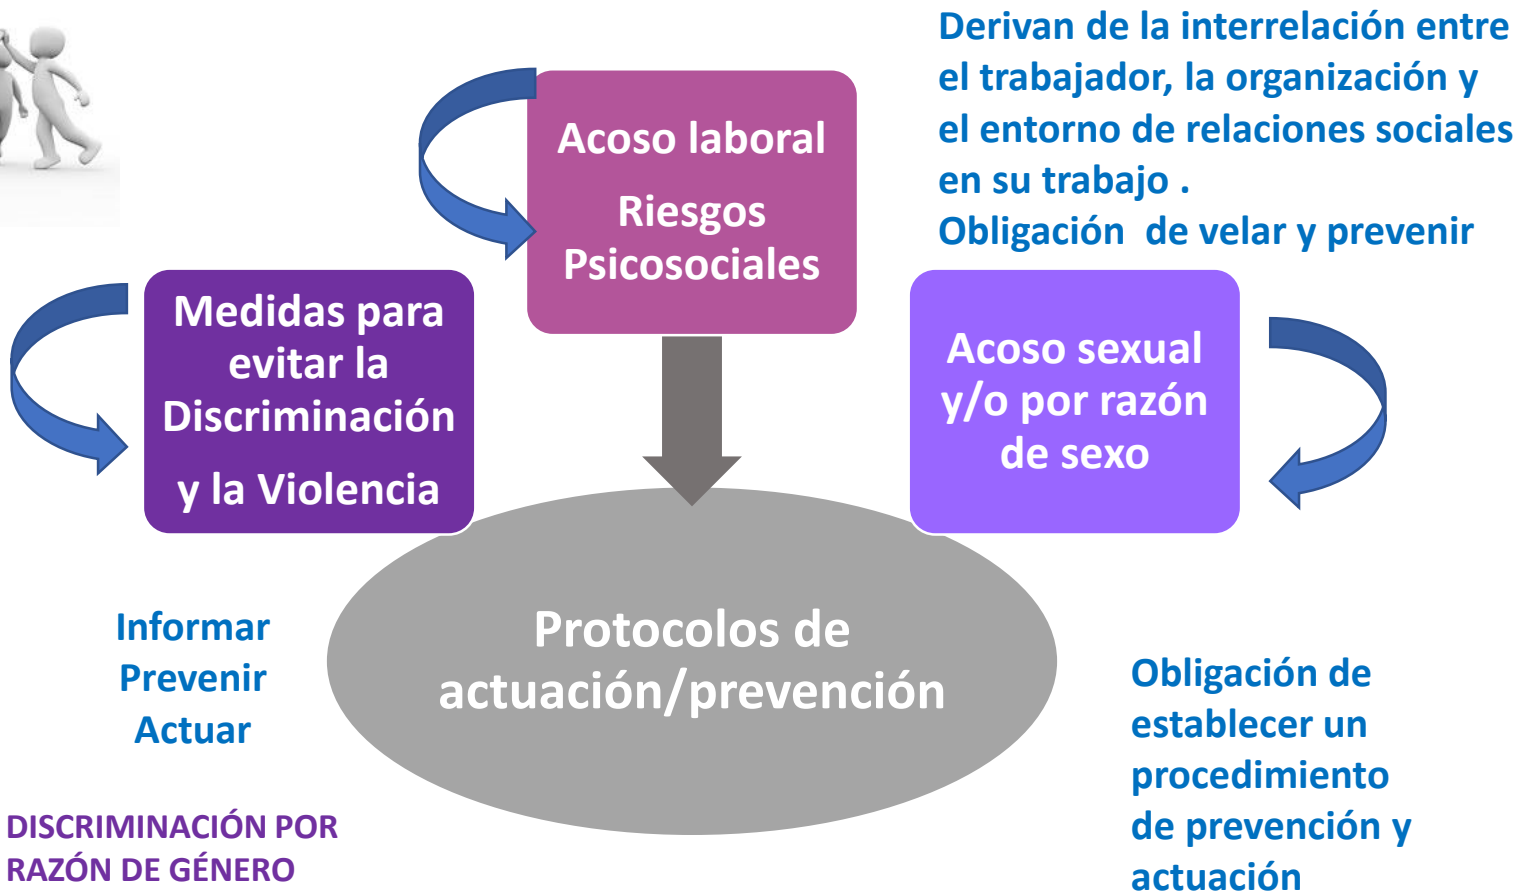 Derivan de la interrelación entre
el trabajador, la organización y
el entorno de relaciones sociales
en su trabajo .
Obligación  de velar y prevenir
Acoso laboral
Riesgos
Psicosociales
Medidas para
evitar la
Discriminación
y la Violencia
Acoso sexual
y/o por razón
de sexo
Protocolos de
actuación/prevención
Informar
Prevenir
Actuar
Obligación de
establecer un
procedimiento
de prevención y
actuación
DISCRIMINACIÓN POR
RAZÓN DE GÉNERO